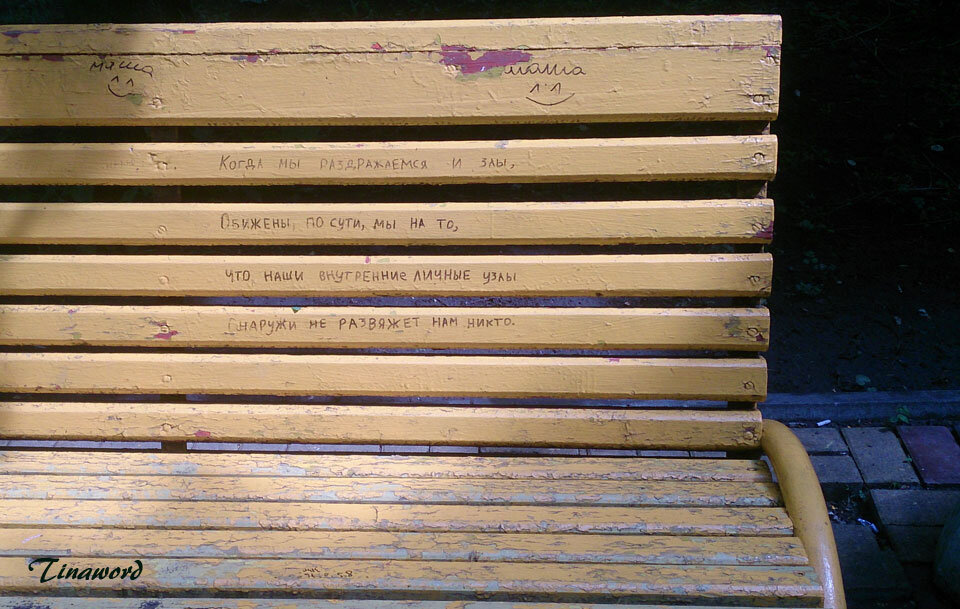 маша маша
Когда мы раздражаемся и злы,
Обижены, по сути, мы на то,
что наши внутренние личные узлы
Снаружи не развяжет нам никто.
Tinaword